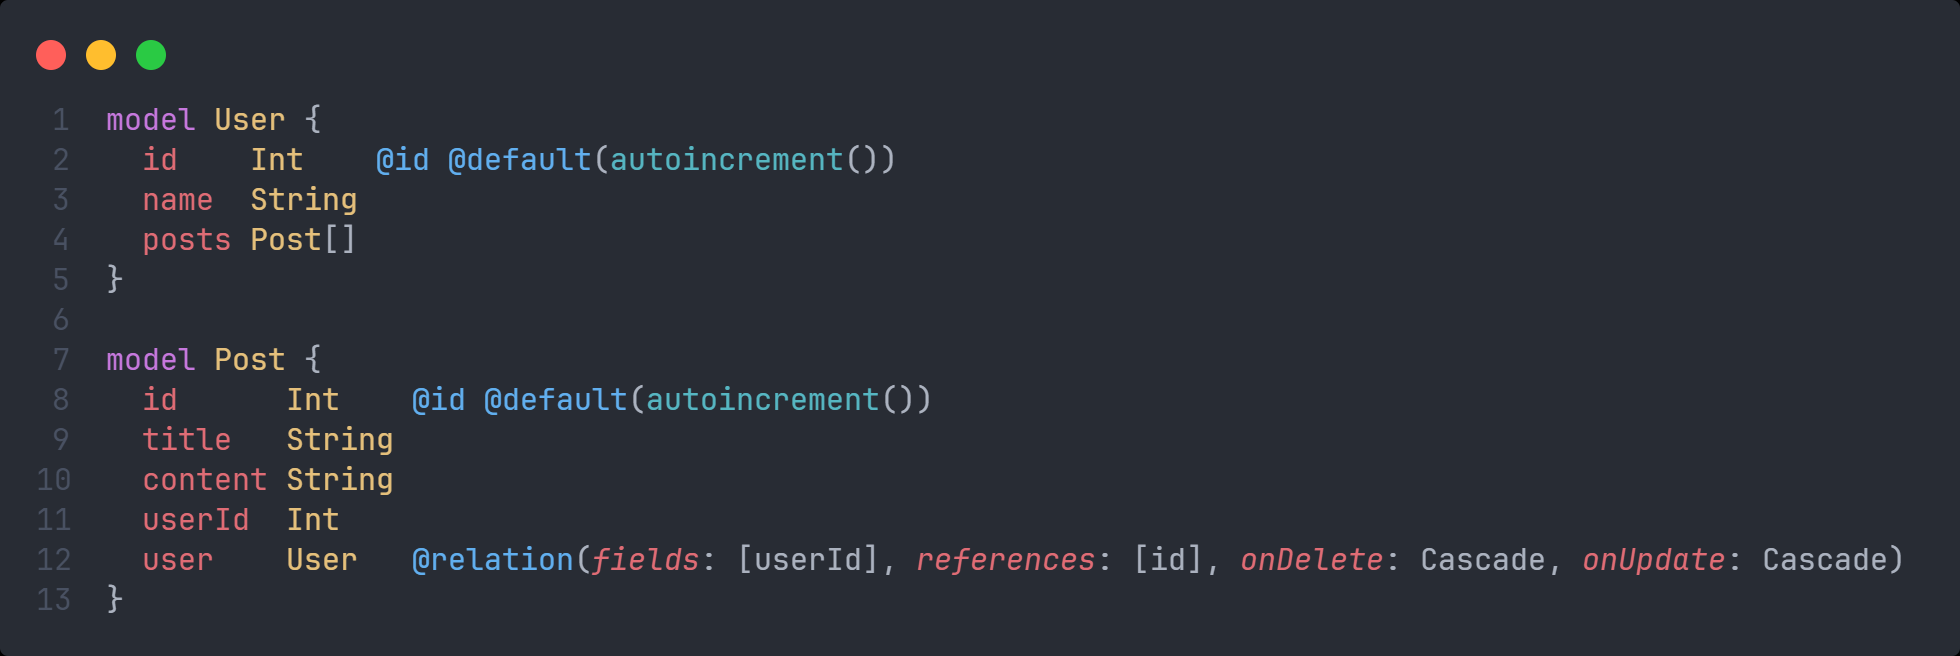 1 model User {
2   id    Int    @id @default(autoincrement())
3   name  String
4   posts Post[]
5 }
6
7 model Post {
8   id      Int    @id @default(autoincrement())
9   title   String
10   content String
11   userId  Int
12   user    User   @relation(fields: [userId], references: [id], onDelete: Cascade, onUpdate: Cascade)
13 }